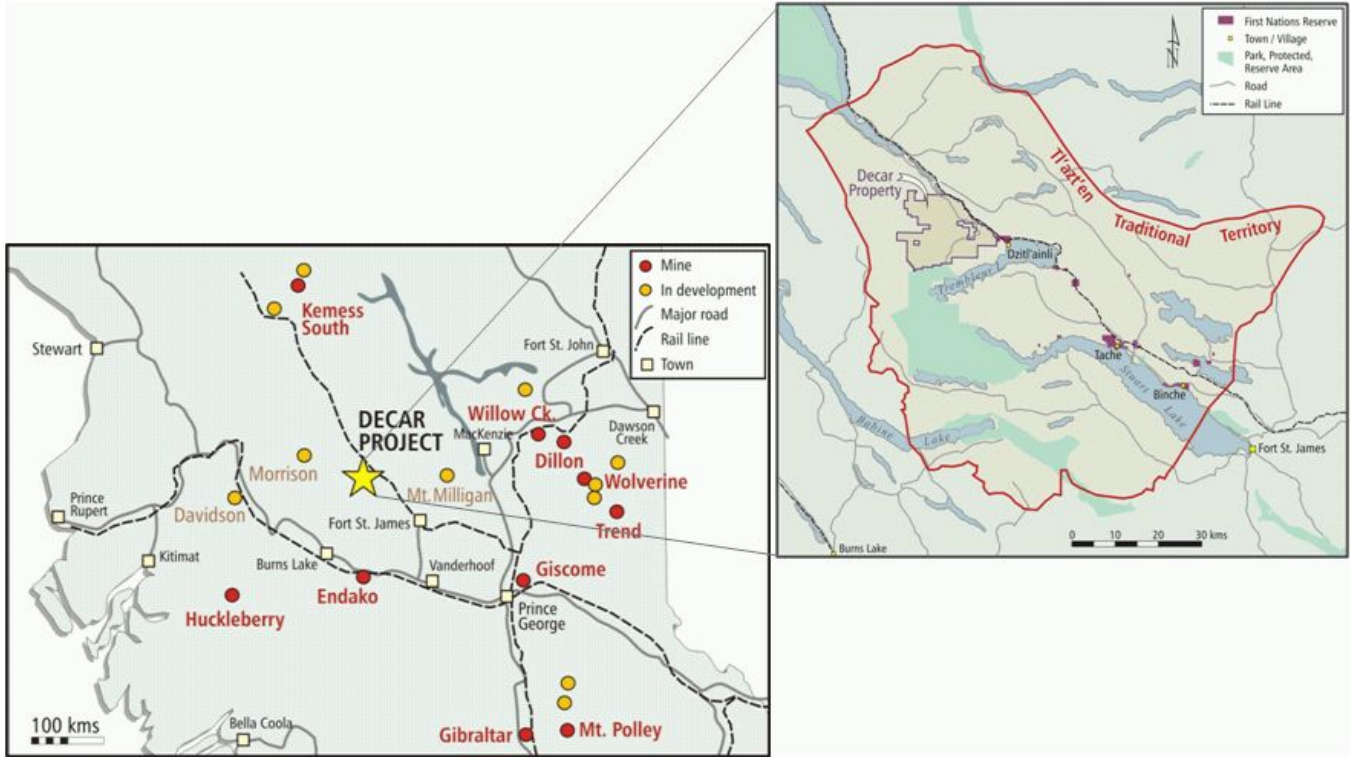 Mine
In development
Major road
Rail line
Town
Kemess
South
Stewart
Fort St. John
DECAR
PROJECT
MacKenzie
Willow Ck.
Dawson
Creek
Dillon
Morrison
Mt. Milligan
Wolverine
Davidson
Trend
Prince
Rupert
Fort St. James
Kitimat
Burns Lake
Vanderhoof
Giscome
Endako
Huckleberry
Prince
George
100 kms
Bella Coola
Gibraltar
Mt. Polley
N
First Nations Reserve
Town / Village
Park, Protected,
Reserve Area
Road
Rail Line
Tl'azt'en
Traditional
Territory
Decar
Property
Dzitl'ainli
Trembleur L
Tache
Stuart
Lake
Binche
Babine
Lake
Fort St. James
Burns Lake
0 10 20 30 kms